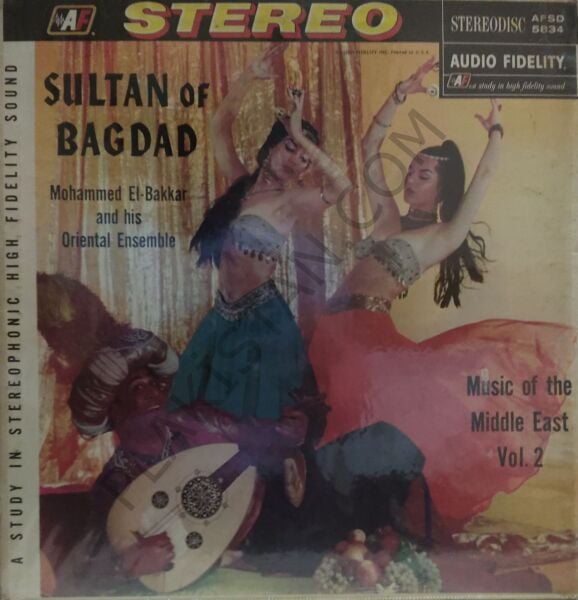 AF
STEREO
STEREODISC AFSD 5834
AUDIO FIDELITY
AF a study in high fidelity sound
SULTAN OF
BAGDAD
Mohammed El-Bakkar
and his
Oriental Ensemble
Music of the
Middle East
Vol. 2
A STUDY IN STEREOPHONIC HIGH FIDELITY SOUND